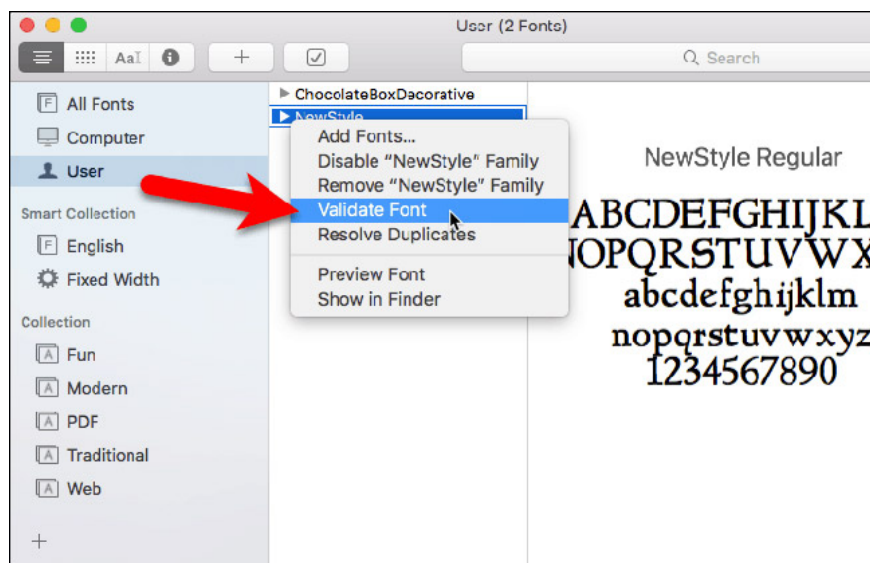 User (2 Fonts)
AaI
Search
All Fonts
Computer
User
Smart Collection
English
Fixed Width
Collection
Fun
Modern
PDF
Traditional
Web
ChocolateBoxDecorative
NewStyle
Add Fonts...
Disable “NewStyle” Family
Remove “NewStyle” Family
Validate Font
Resolve Duplicates
Preview Font
Show in Finder
NewStyle Regular
ABCDEFGHIJKL
NOPQRSTUVWX
abcdefghijklm
nopqrstuvwxyz
1234567890